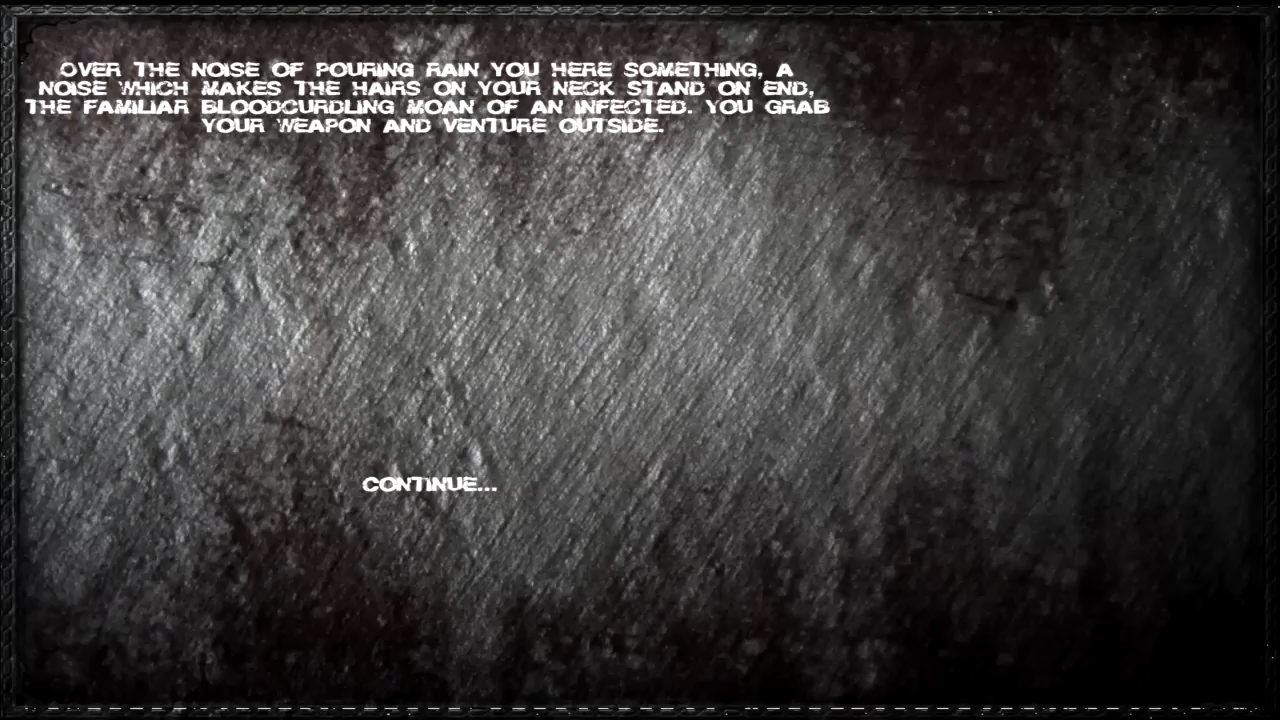 OVER THE NOISE OF POURING RAIN YOU HERE SOMETHING, A
NOISE WHICH MAKES THE HAIRS ON YOUR NECK STAND ON END,
THE FAMILIAR BLOODCURDLING MOAN OF AN INFECTED. YOU GRAB
YOUR WEAPON AND VENTURE OUTSIDE.
CONTINUE...